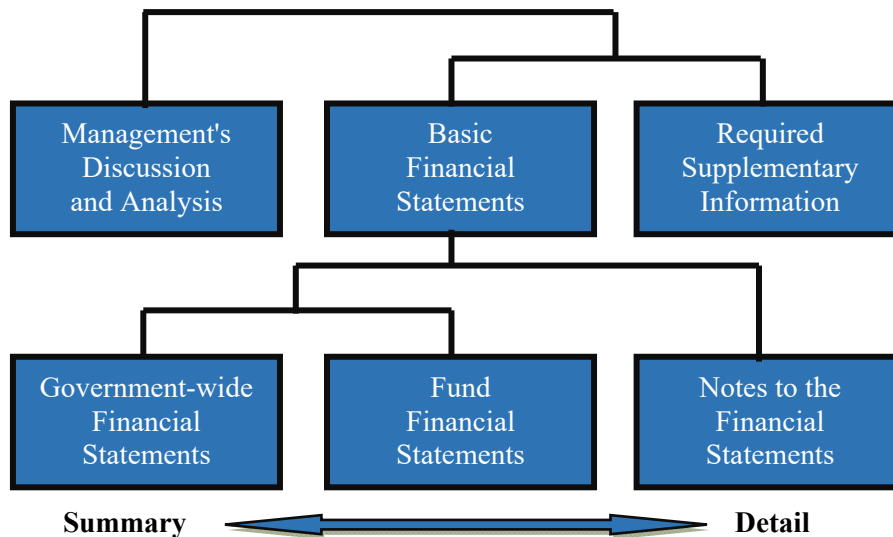 Management's
Discussion
and Analysis
Basic
Financial
Statements
Required
Supplementary
Information
Government-wide
Financial
Statements
Fund
Financial
Statements
Notes to the
Financial
Statements
Summary
Detail